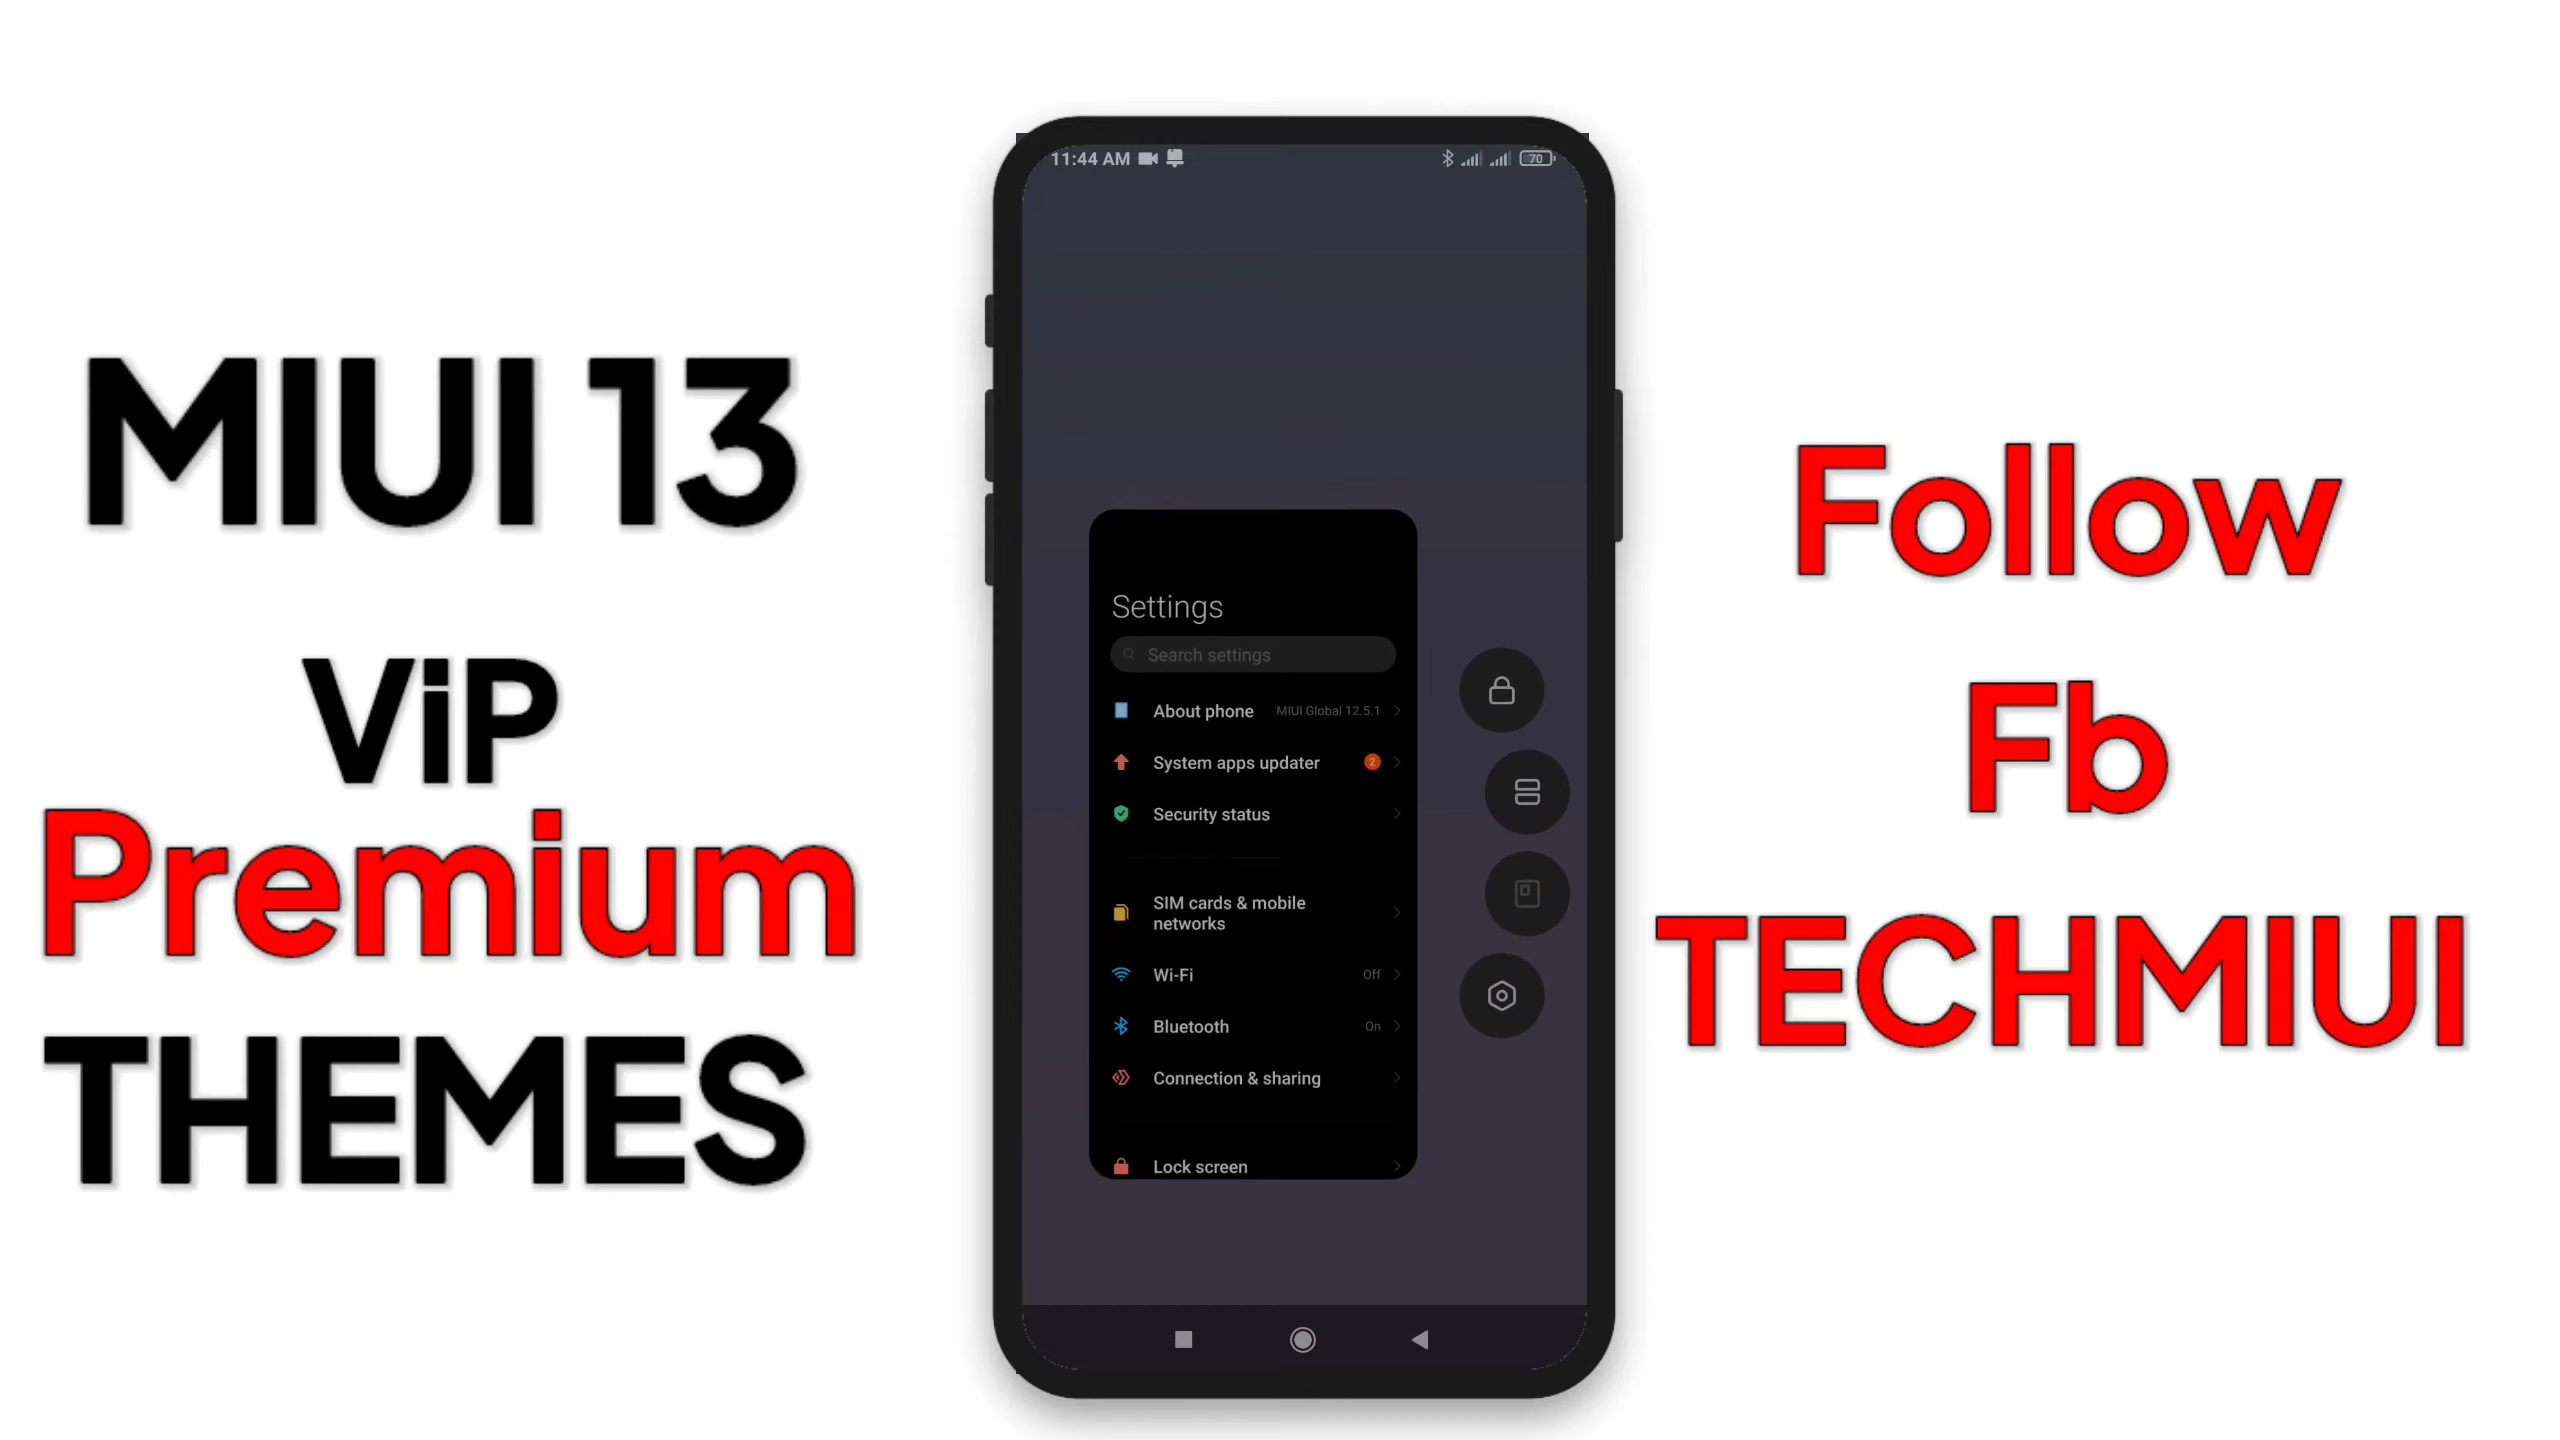 MIUI 13
ViP
Premium
THEMES
11:44 AM
70
Settings
Search settings
About phone MIUI Global 12.5.1
System apps updater 2
Security status
SIM cards & mobile
networks
Wi-Fi Off
Bluetooth On
Connection & sharing
Lock screen
Follow
Fb
TECHMIUI